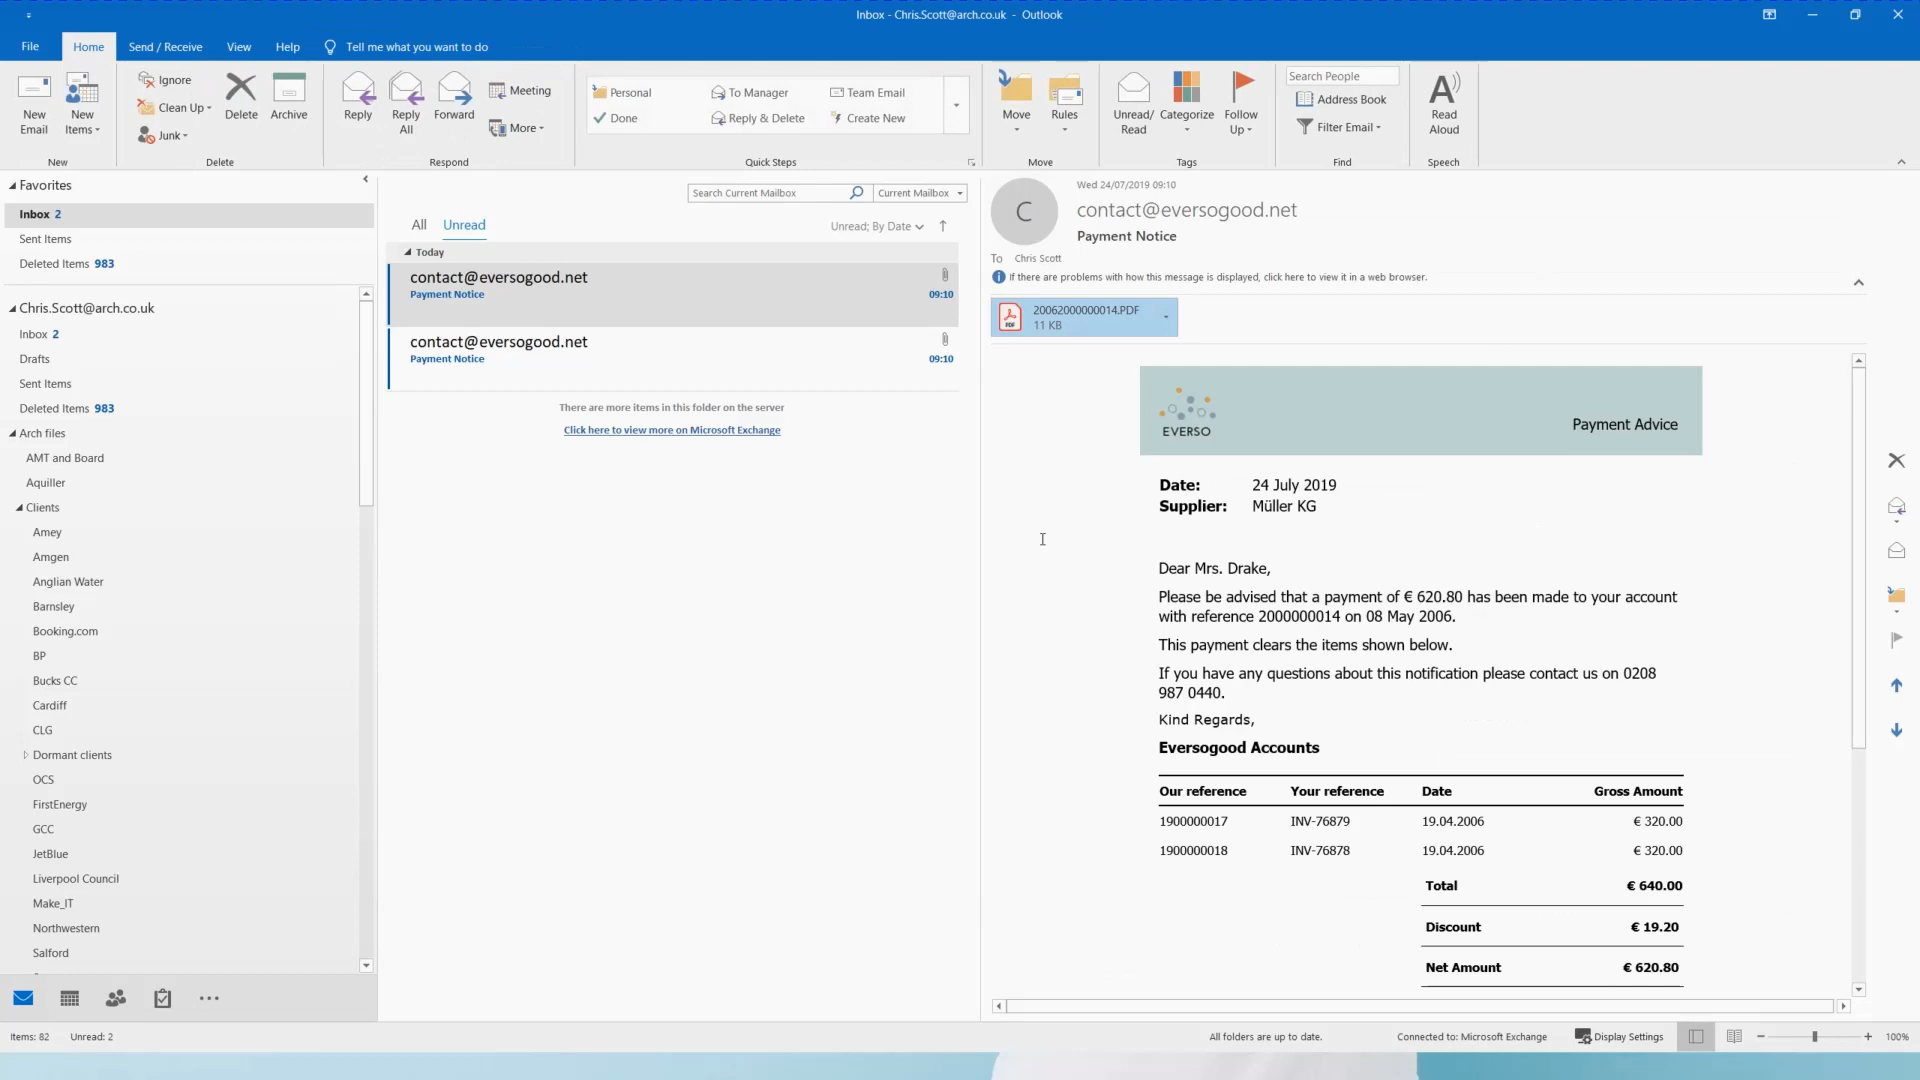 Inbox - Chris.Scott@arch.co.uk - Outlook
File Home Send / Receive View Help Tell me what you want to do
New Email
New Items
New
Ignore
Clean Up
Junk
Delete
Archive
Delete
Reply
Reply All
Forward
Meeting
More
Respond
Personal To Manager Team Email
Done Reply & Delete Create New
Quick Steps
Move
Rules
Move
Unread/ Read
Categorize
Follow Up
Tags
Search People
Address Book
Filter Email
Find
Read Aloud
Speech
Favorites
Inbox 2
Sent Items
Deleted Items 983
Chris.Scott@arch.co.uk
Inbox 2
Drafts
Sent Items
Deleted Items 983
Arch files
AMT and Board
Aquiller
Clients
Amey
Amgen
Anglian Water
Barnsley
Booking.com
BP
Bucks CC
Cardiff
CLG
Dormant clients
OCS
FirstEnergy
GCC
JetBlue
Liverpool Council
Make_IT
Northwestern
Salford
Search Current Mailbox Current Mailbox
All Unread Unread; By Date
Today
contact@eversogood.net
Payment Notice 09:10
contact@eversogood.net
Payment Notice 09:10
There are more items in this folder on the server
Click here to view more on Microsoft Exchange
Wed 24/07/2019 09:10
C
contact@eversogood.net
Payment Notice
To Chris Scott
If there are problems with how this message is displayed, click here to view it in a web browser.
PDF
20062000000014.PDF
11 KB
EVERSO
Payment Advice
Date: 24 July 2019
Supplier: Müller KG
Dear Mrs. Drake,
Please be advised that a payment of € 620.80 has been made to your account
with reference 2000000014 on 08 May 2006.
This payment clears the items shown below.
If you have any questions about this notification please contact us on 0208
987 0440.
Kind Regards,
Eversogood Accounts
Our reference Your reference Date Gross Amount
1900000017 INV-76879 19.04.2006 € 320.00
1900000018 INV-76878 19.04.2006 € 320.00
Total € 640.00
Discount € 19.20
Net Amount € 620.80
Items: 82 Unread: 2 All folders are up to date. Connected to: Microsoft Exchange Display Settings 100%